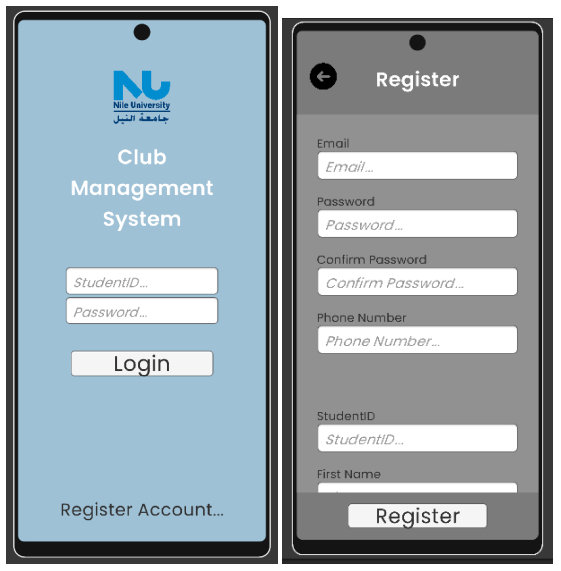 NU
Nile University
جامعة النيل
Club
Management
System
StudentID...
Password...
Login
Register Account...
Register
Email
Email...
Password
Password...
Confirm Password
Confirm Password...
Phone Number
Phone Number...
StudentID
StudentID...
First Name
Register